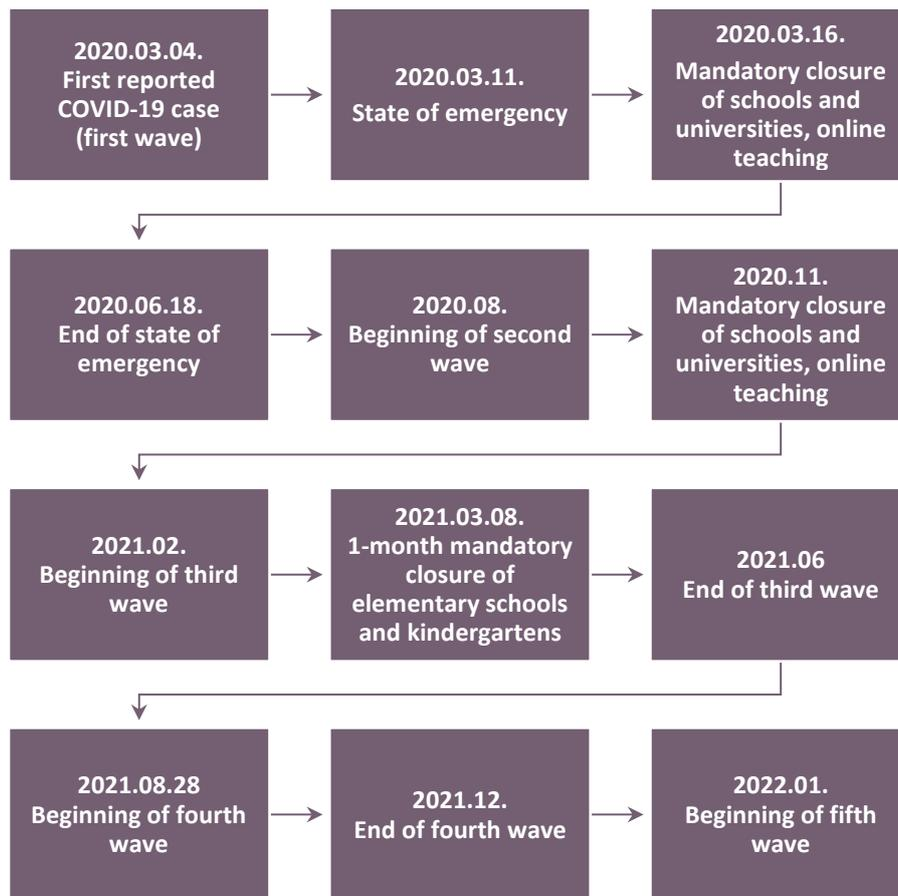 2020.03.04.
First reported
COVID-19 case
(first wave)
2020.03.11.
State of emergency
2020.03.16.
Mandatory closure
of schools and
universities, online
teaching
2020.06.18.
End of state of
emergency
2020.08.
Beginning of second
wave
2020.11.
Mandatory closure
of schools and
universities, online
teaching
2021.02.
Beginning of third
wave
2021.03.08.
1-month mandatory
closure of
elementary schools
and kindergartens
2021.06
End of third wave
2021.08.28
Beginning of fourth
wave
2021.12.
End of fourth wave
2022.01.
Beginning of fifth
wave